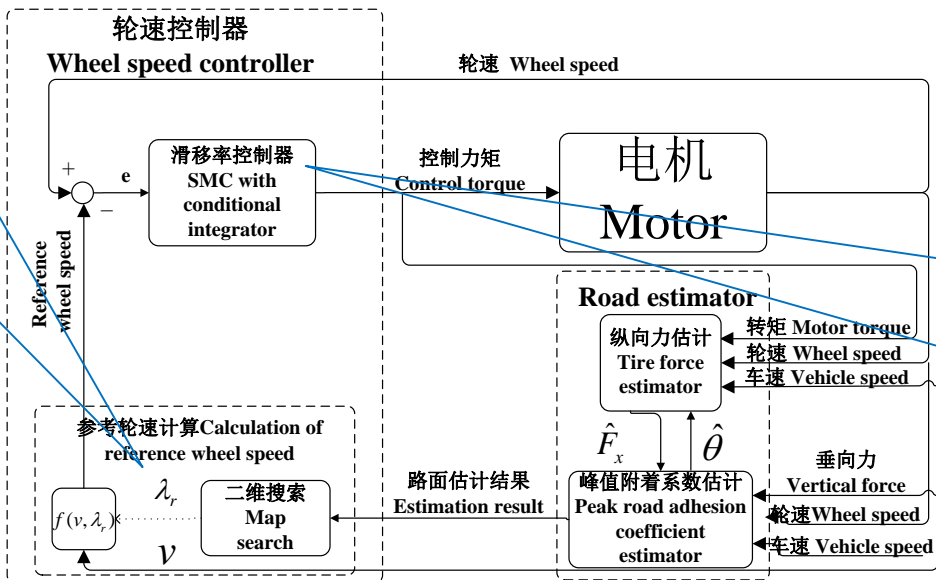 轮速控制器
Wheel speed controller
轮速 Wheel speed
滑移率控制器
SMC with
conditional
integrator
+
e
−
控制力矩
Control torque
电机
Motor
Reference
wheel speed
Road estimator
纵向力估计
Tire force
estimator
转矩 Motor torque
轮速 Wheel speed
车速 Vehicle speed
F̂ₓ
θ̂
参考轮速计算Calculation of
reference wheel speed
λᵣ
f(v,λᵣ)
v
二维搜索
Map
search
路面估计结果
Estimation result
峰值附着系数估计
Peak road adhesion
coefficient
estimator
垂向力
Vertical force
轮速Wheel speed
车速 Vehicle speed